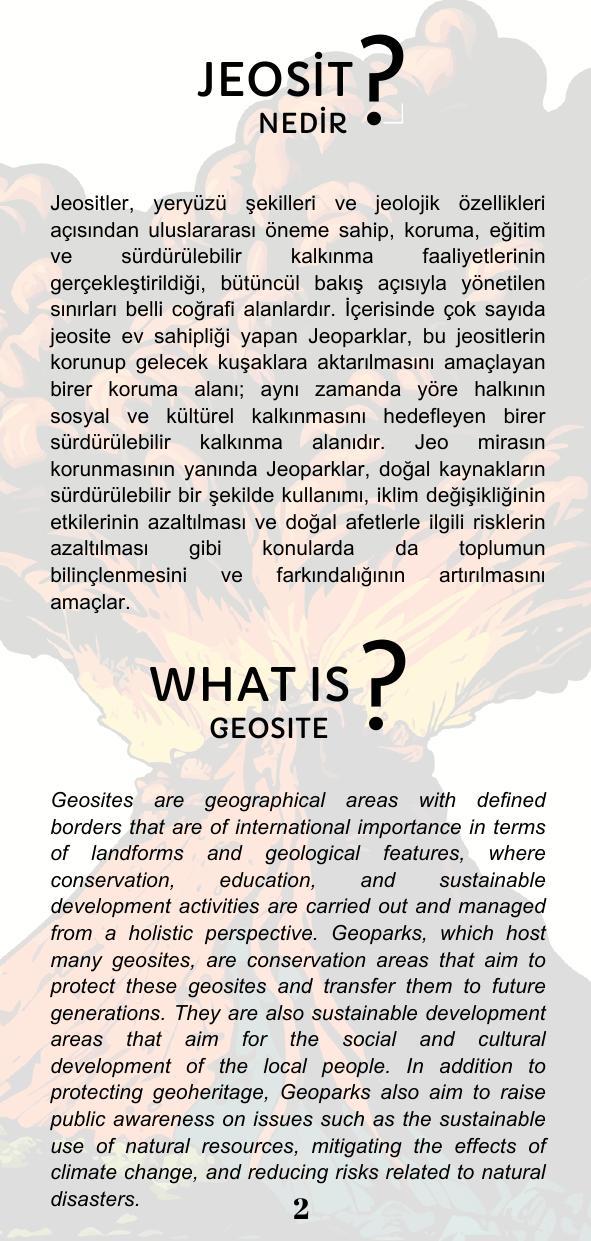 JEOSİT ?
NEDİR
Jeositler, yeryüzü şekilleri ve jeolojik özellikleri
açısından uluslararası öneme sahip, koruma, eğitim
ve sürdürülebilir kalkınma faaliyetlerinin
gerçekleştirildiği, bütüncül bakış açısıyla yönetilen
sınırları belli coğrafi alanlardır. İçerisinde çok sayıda
jeosite ev sahipliği yapan Jeoparklar, bu jeositlerin
korunup gelecek kuşaklara aktarılmasını amaçlayan
birer koruma alanı; aynı zamanda yöre halkının
sosyal ve kültürel kalkınmasını hedefleyen birer
sürdürülebilir kalkınma alanıdır. Jeo mirasın
korunmasının yanında Jeoparklar, doğal kaynakların
sürdürülebilir bir şekilde kullanımı, iklim değişikliğinin
etkilerinin azaltılması ve doğal afetlerle ilgili risklerin
azaltılması gibi konularda da toplumun
bilinçlenmesini ve farkındalığının artırılmasını
amaçlar.
WHAT IS ?
GEOSITE
Geosites are geographical areas with defined
borders that are of international importance in terms
of landforms and geological features, where
conservation, education, and sustainable
development activities are carried out and managed
from a holistic perspective. Geoparks, which host
many geosites, are conservation areas that aim to
protect these geosites and transfer them to future
generations. They are also sustainable development
areas that aim for the social and cultural
development of the local people. In addition to
protecting geoheritage, Geoparks also aim to raise
public awareness on issues such as the sustainable
use of natural resources, mitigating the effects of
climate change, and reducing risks related to natural
disasters.
2